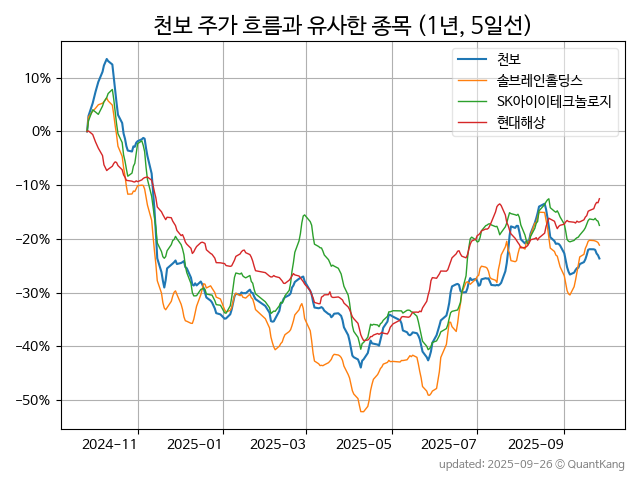 천보 주가 흐름과 유사한 종목 (1년, 5일선)
천보
솔브레인홀딩스
SK아이이테크놀로지
현대해상
10%
0%
−10%
−20%
−30%
−40%
−50%
2024−11
2025−01
2025−03
2025−05
2025−07
2025−09
updated: 2025-09-26 © QuantKang